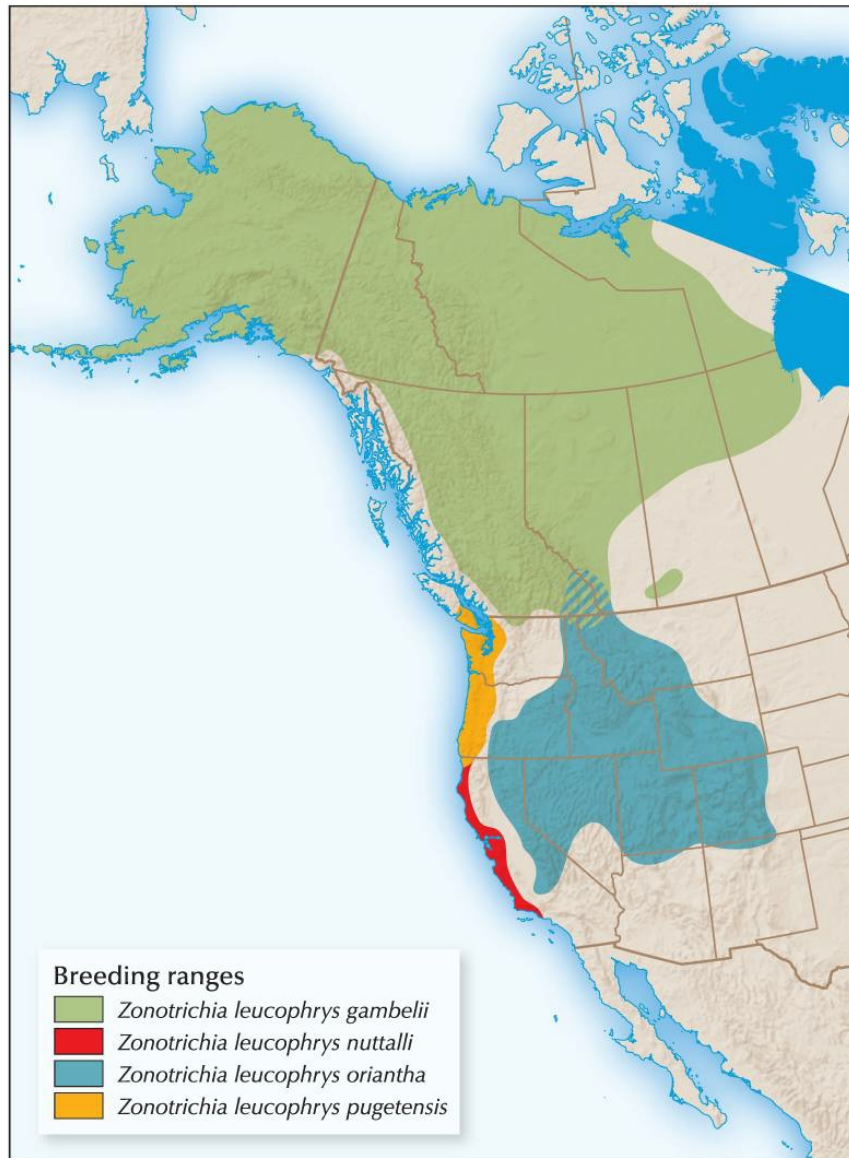 Breeding ranges
Zonotrichia leucophrys gambelii
Zonotrichia leucophrys nuttalli
Zonotrichia leucophrys oriantha
Zonotrichia leucophrys pugetensis